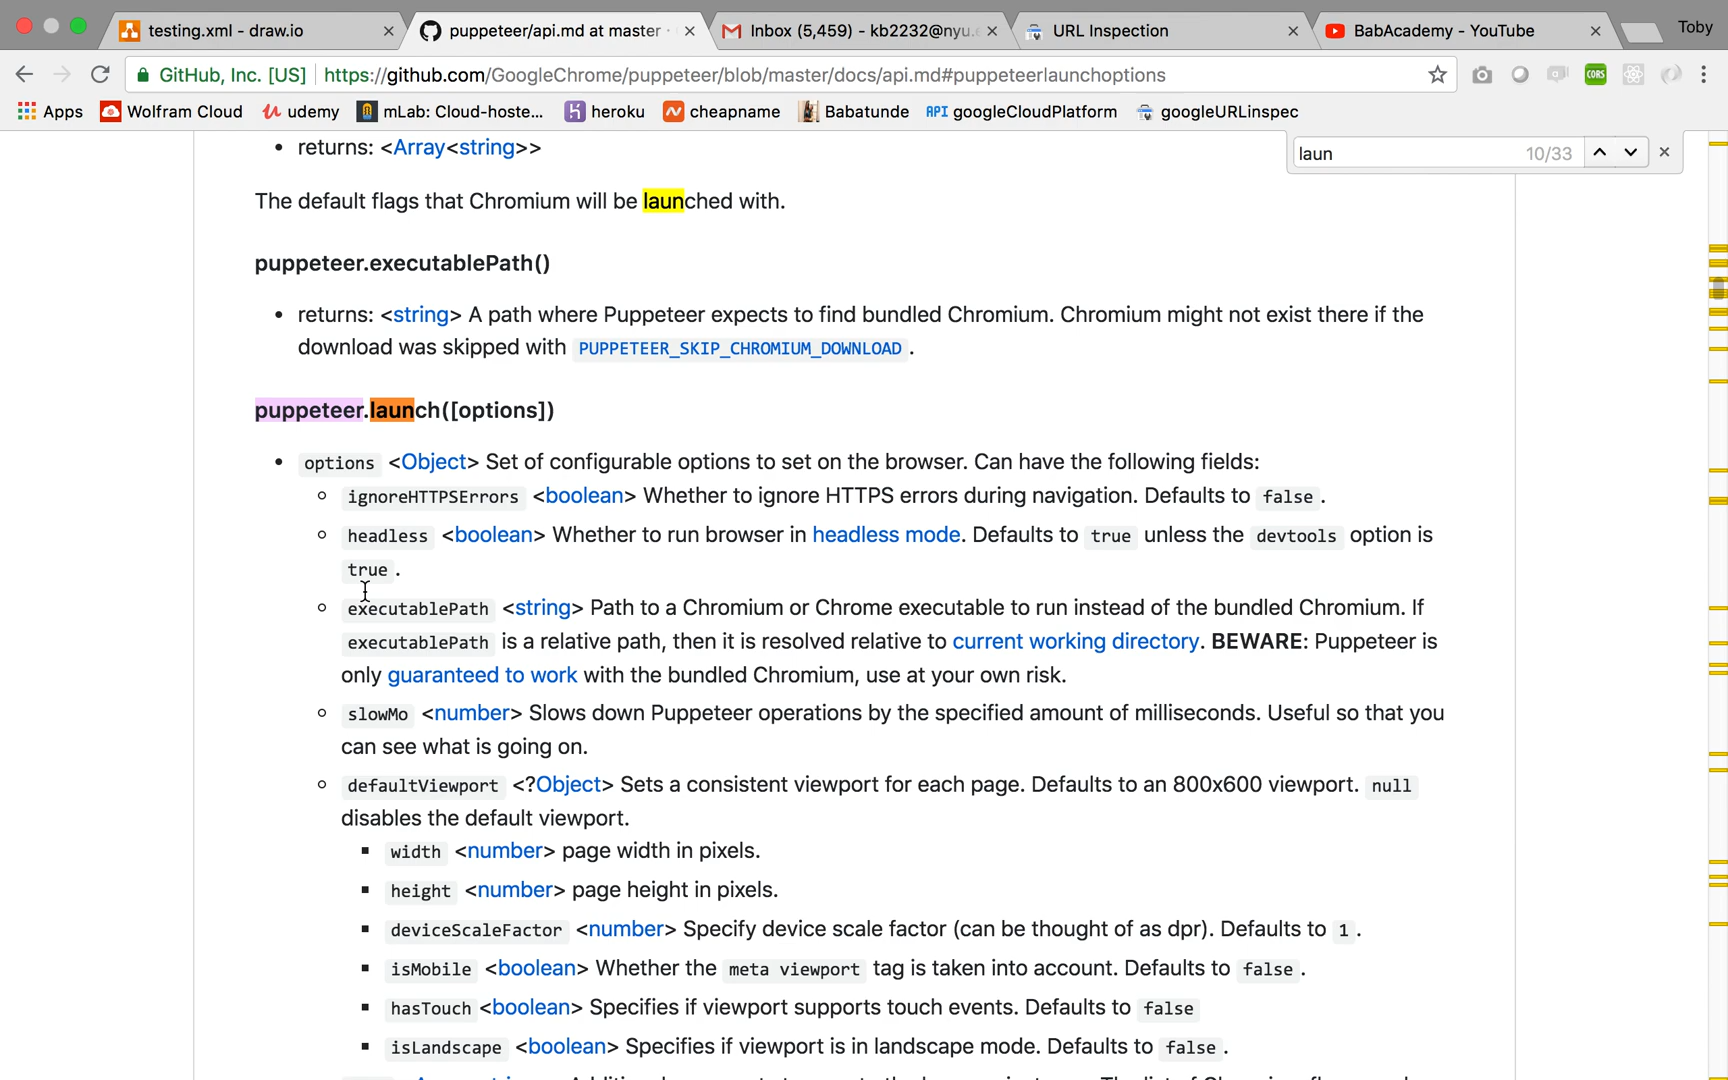 testing.xml - draw.io
puppeteer/api.md at master
Inbox (5,459) - kb2232@nyu.e
URL Inspection
BabAcademy - YouTube
Toby
GitHub, Inc. [US] https://github.com/GoogleChrome/puppeteer/blob/master/docs/api.md#puppeteerlaunchoptions
CORS
Apps Wolfram Cloud udemy mLab: Cloud-hoste... heroku cheapname Babatunde API googleCloudPlatform googleURLinspec
laun 10/33
• returns: <Array<string>>
The default flags that Chromium will be launched with.
puppeteer.executablePath()
• returns: <string> A path where Puppeteer expects to find bundled Chromium. Chromium might not exist there if the
download was skipped with PUPPETEER_SKIP_CHROMIUM_DOWNLOAD .
puppeteer.launch([options])
• options <Object> Set of configurable options to set on the browser. Can have the following fields:
ignoreHTTPSErrors <boolean> Whether to ignore HTTPS errors during navigation. Defaults to false .
headless <boolean> Whether to run browser in headless mode. Defaults to true unless the devtools option is
true .
executablePath <string> Path to a Chromium or Chrome executable to run instead of the bundled Chromium. If
executablePath is a relative path, then it is resolved relative to current working directory. BEWARE: Puppeteer is
only guaranteed to work with the bundled Chromium, use at your own risk.
slowMo <number> Slows down Puppeteer operations by the specified amount of milliseconds. Useful so that you
can see what is going on.
defaultViewport <?Object> Sets a consistent viewport for each page. Defaults to an 800x600 viewport. null
disables the default viewport.
width <number> page width in pixels.
height <number> page height in pixels.
deviceScaleFactor <number> Specify device scale factor (can be thought of as dpr). Defaults to 1 .
isMobile <boolean> Whether the meta viewport tag is taken into account. Defaults to false .
hasTouch <boolean> Specifies if viewport supports touch events. Defaults to false
isLandscape <boolean> Specifies if viewport is in landscape mode. Defaults to false .